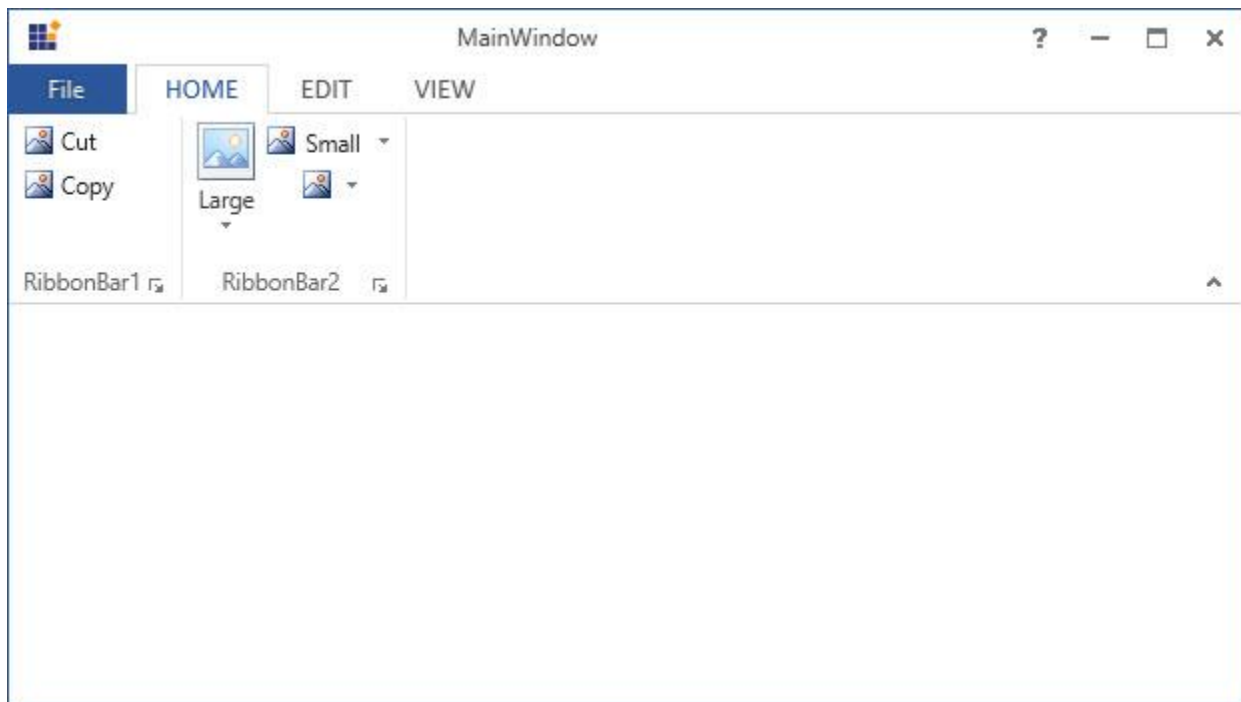 MainWindow ?
File HOME EDIT VIEW
Cut
Copy
Large
Small
RibbonBar1 RibbonBar2